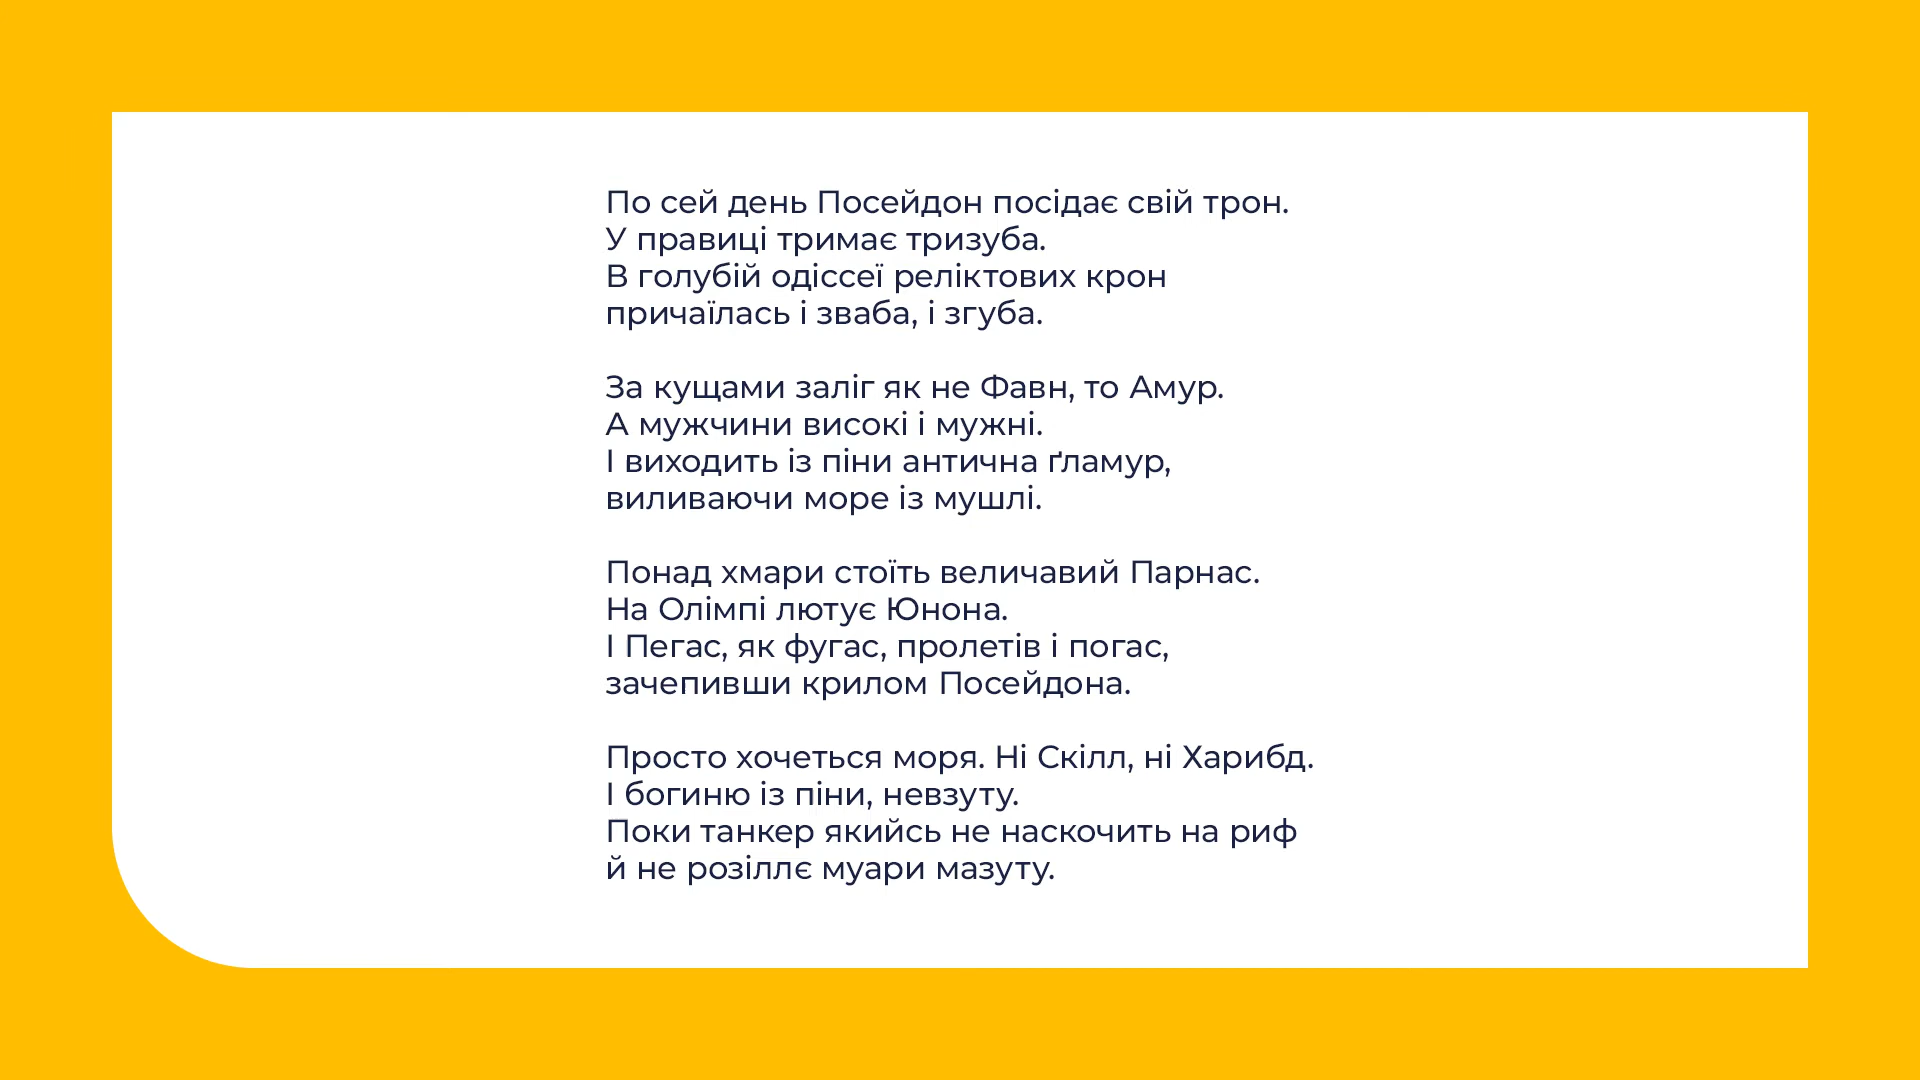 По сей день Посейдон посідає свій трон.
У правиці тримає тризуба.
В голубій одіссеї реліктових крон
причаїлась і зваба, і згуба.
За кущами заліг як не Фавн, то Амур.
А мужчини високі і мужні.
І виходить із піни антична ґламур,
виливаючи море із мушлі.
Понад хмари стоїть величавий Парнас.
На Олімпі лютує Юнона.
І Пегас, як фугас, пролетів і погас,
зачепивши крилом Посейдона.
Просто хочеться моря. Ні Скілл, ні Харибд.
І богиню із піни, невзуту.
Поки танкер якийсь не наскочить на риф
й не розіллє муари мазуту.